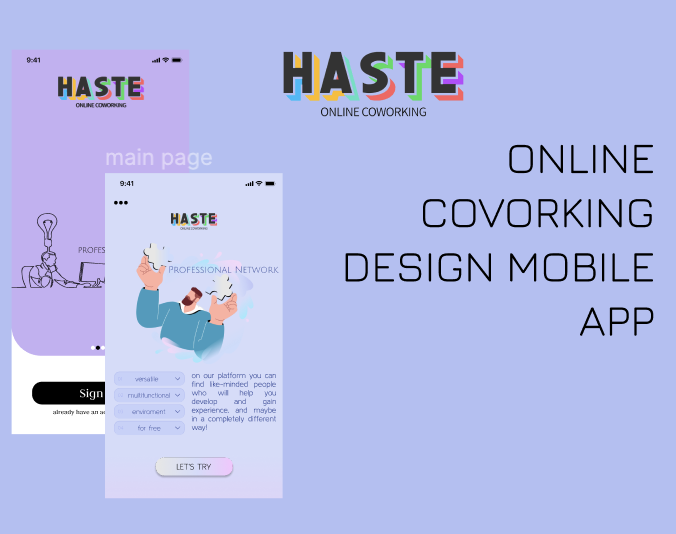 HASTE
ONLINE COWORKING
ONLINE
COVORKING
DESIGN MOBILE
APP
9:41
HASTE
ONLINE COWORKING
PROFES
Sign
already have an ac
main page
9:41
HASTE
ONLINE COWORKING
PROFESSIONAL NETWORK
versatile
multifunctional
enviroment
for free
on our platform you can
find like-minded people
who will help you
develop and gain
experience, and maybe
in a completely different
way!
LET'S TRY